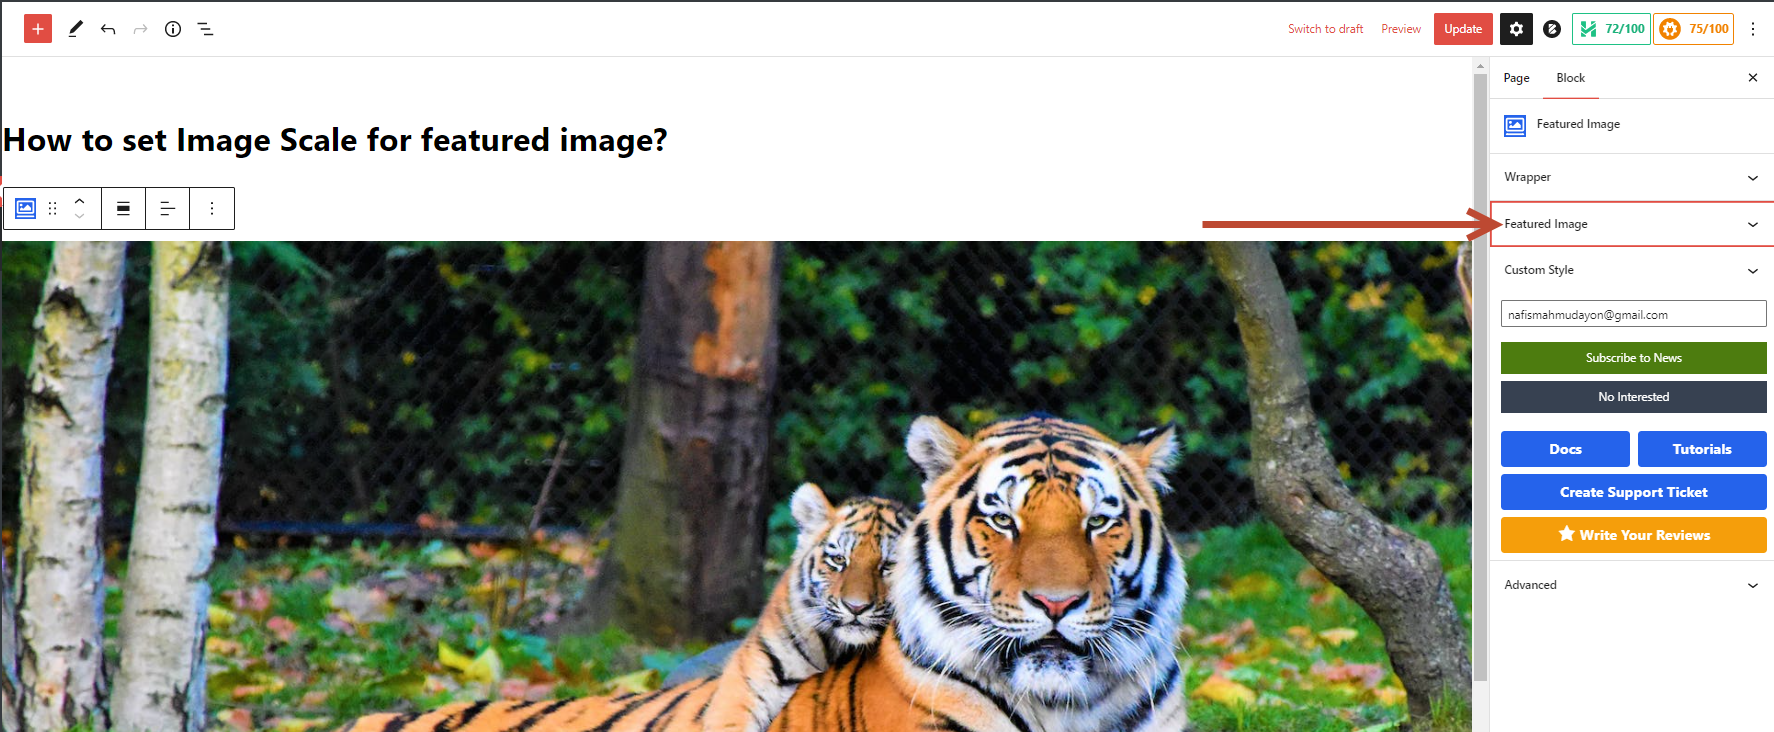 Switch to draft
Preview
Update
72/100
75/100
Page
Block
How to set Image Scale for featured image?
Featured Image
Wrapper
Featured Image
Custom Style
nafismahmudayon@gmail.com
Subscribe to News
No Interested
Docs
Tutorials
Create Support Ticket
Write Your Reviews
Advanced